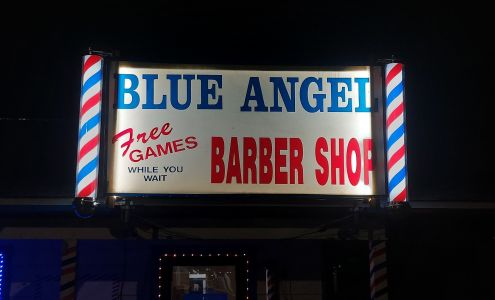 BLUE ANGEL
Free
GAMES
WHILE YOU
WAIT
BARBER SHOP